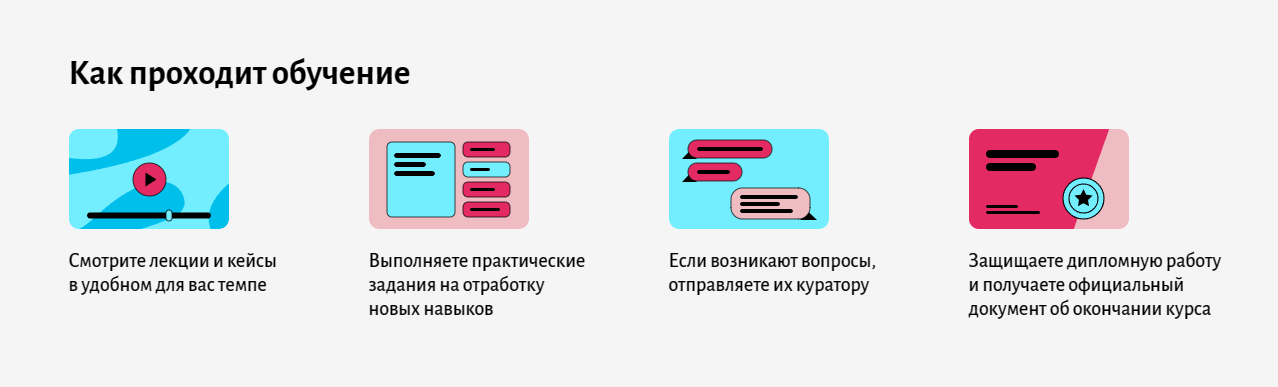 Как проходит обучение
Смотрите лекции и кейсы
в удобном для вас темпе
Выполняете практические
задания на отработку
новых навыков
Если возникают вопросы,
отправляете их куратору
Защищаете дипломную работу
и получаете официальный
документ об окончании курса